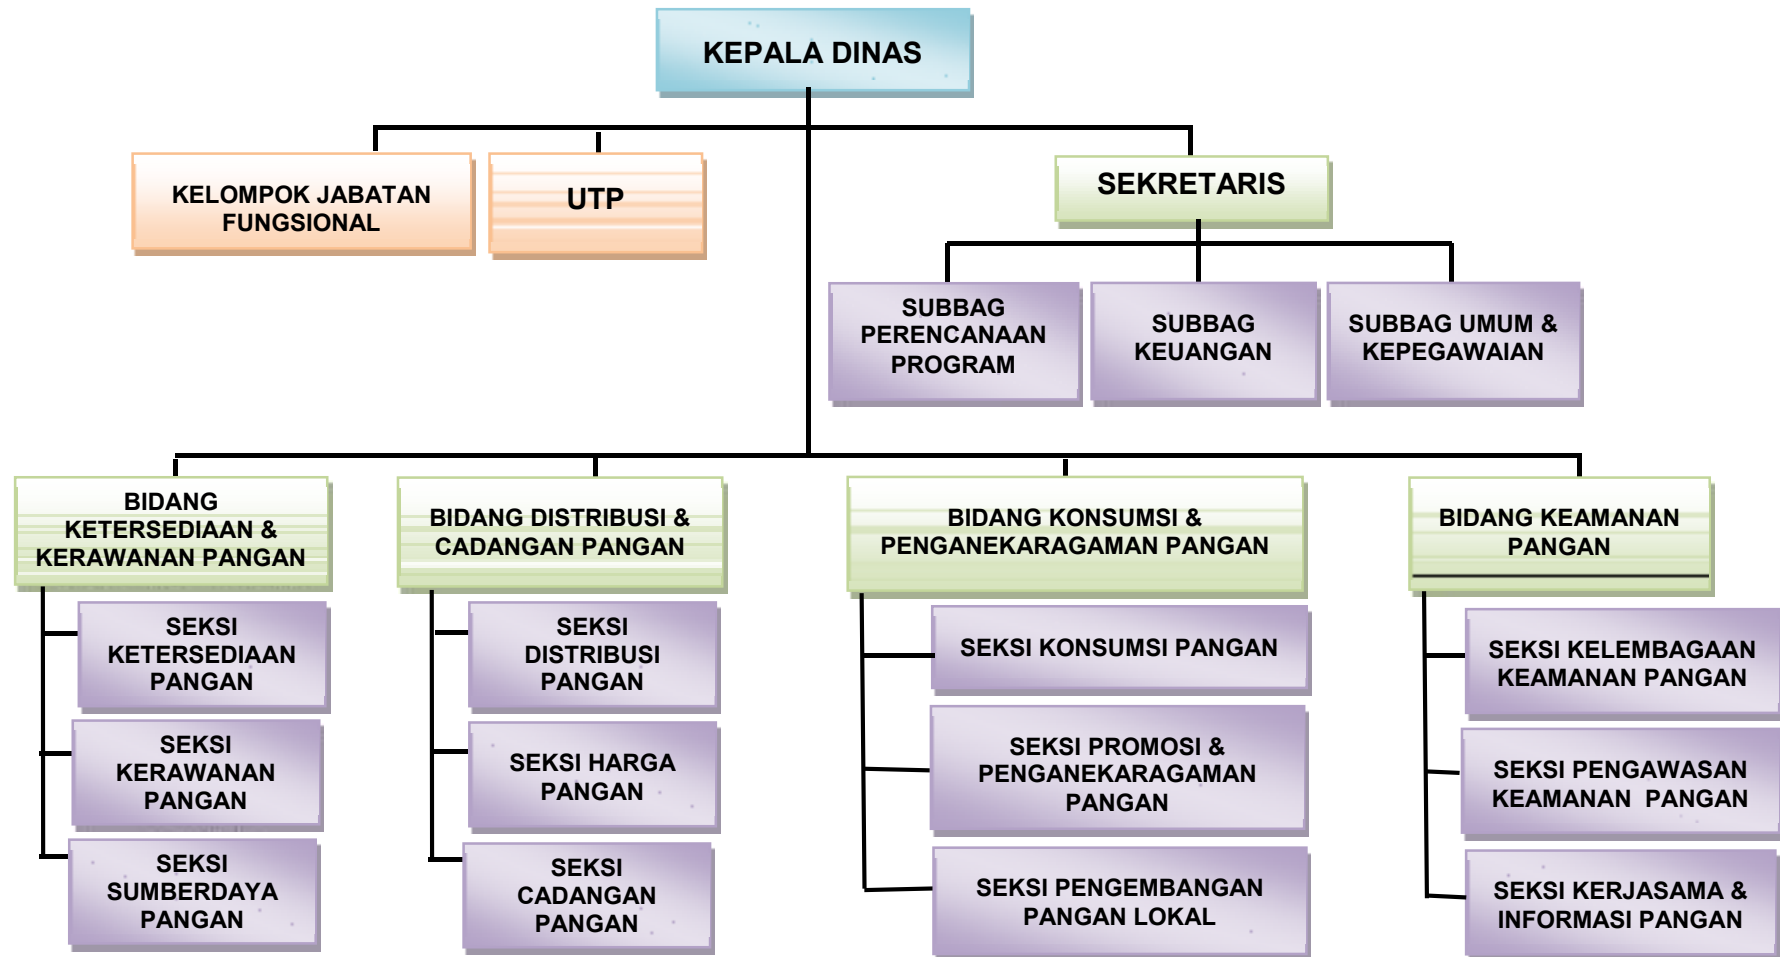 KEPALA DINAS
KELOMPOK JABATAN
FUNGSIONAL
UTP
SEKRETARIS
SUBBAG
PERENCANAAN
PROGRAM
SUBBAG
KEUANGAN
SUBBAG UMUM &
KEPEGAWAIAN
BIDANG
KETERSEDIAAN &
KERAWANAN PANGAN
SEKSI
KETERSEDIAAN
PANGAN
SEKSI
KERAWANAN
PANGAN
SEKSI
SUMBERDAYA
PANGAN
BIDANG DISTRIBUSI &
CADANGAN PANGAN
SEKSI
DISTRIBUSI
PANGAN
SEKSI HARGA
PANGAN
SEKSI
CADANGAN
PANGAN
BIDANG KONSUMSI &
PENGANEKARAGAMAN PANGAN
SEKSI KONSUMSI PANGAN
SEKSI PROMOSI &
PENGANEKARAGAMAN
PANGAN
SEKSI PENGEMBANGAN
PANGAN LOKAL
BIDANG KEAMANAN
PANGAN
SEKSI KELEMBAGAAN
KEAMANAN PANGAN
SEKSI PENGAWASAN
KEAMANAN PANGAN
SEKSI KERJASAMA &
INFORMASI PANGAN